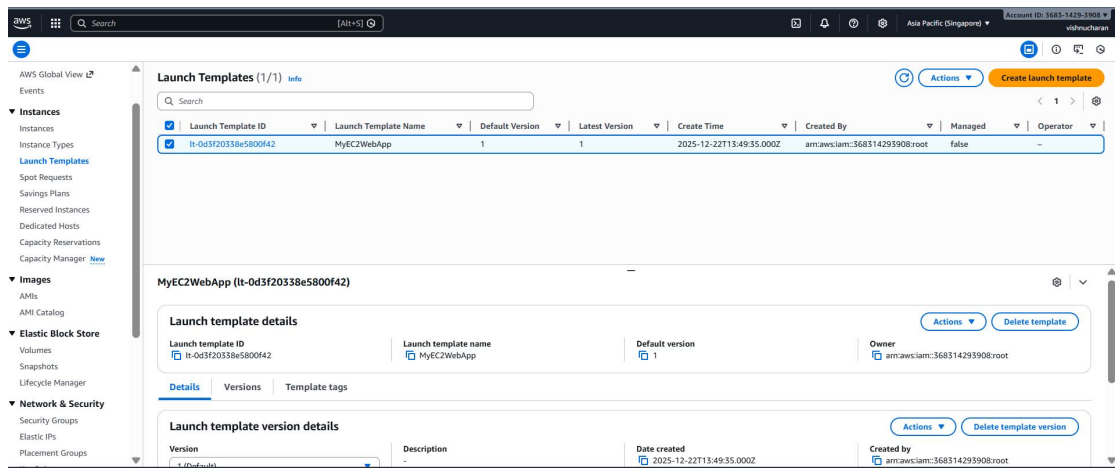 aws Search [Alt+S] Asia Pacific (Singapore) Account ID: 3683-1429-3908
vishnucharan
AWS Global View
Events
Instances
Instances
Instance Types
Launch Templates
Spot Requests
Savings Plans
Reserved Instances
Dedicated Hosts
Capacity Reservations
Capacity Manager New
Images
AMIs
AMI Catalog
Elastic Block Store
Volumes
Snapshots
Lifecycle Manager
Network & Security
Security Groups
Elastic IPs
Placement Groups
Launch Templates (1/1) Info Actions Create launch template
Search 1
Launch Template ID Launch Template Name Default Version Latest Version Create Time Created By Managed Operator
lt-0d3f20338e5800f42 MyEC2WebApp 1 1 2025-12-22T13:49:35.000Z arn:aws:iam::368314293908:root false –
MyEC2WebApp (lt-0d3f20338e5800f42)
Launch template details Actions Delete template
Launch template ID Launch template name Default version Owner
lt-0d3f20338e5800f42 MyEC2WebApp 1 arn:aws:iam::368314293908:root
Details Versions Template tags
Launch template version details Actions Delete template version
Version Description Date created Created by
1 (Default) - 2025-12-22T13:49:35.000Z arn:aws:iam::368314293908:root